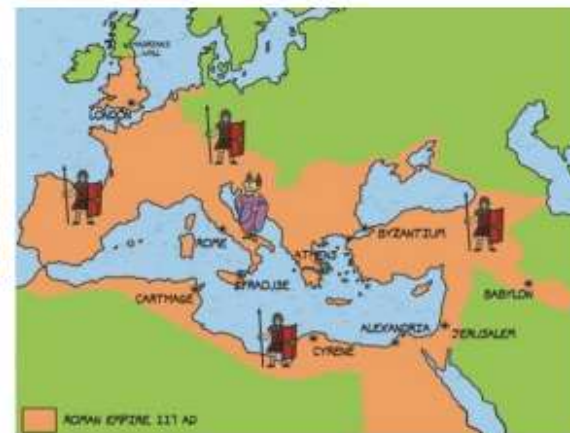 HADRIAN'S
WALL
LONDON
ROME
BYZANTIUM
ATHENS
SYRACUSE
CARTHAGE
BABYLON
ALEXANDRIA
JERUSALEM
CYRENE
ROMAN EMPIRE, 117 AD